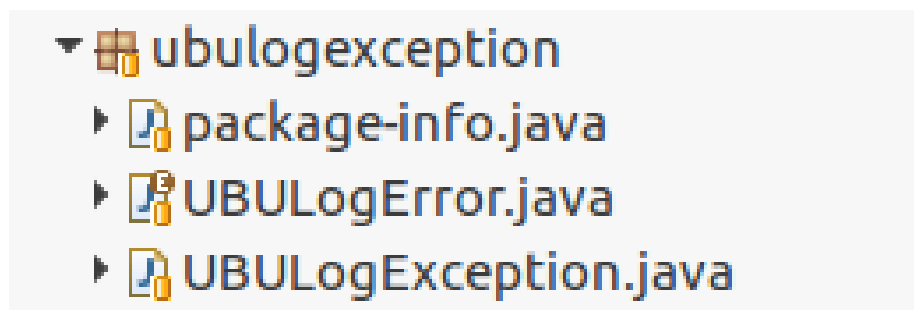 ubulogexception
package-info.java
UBULogError.java
UBULogException.java